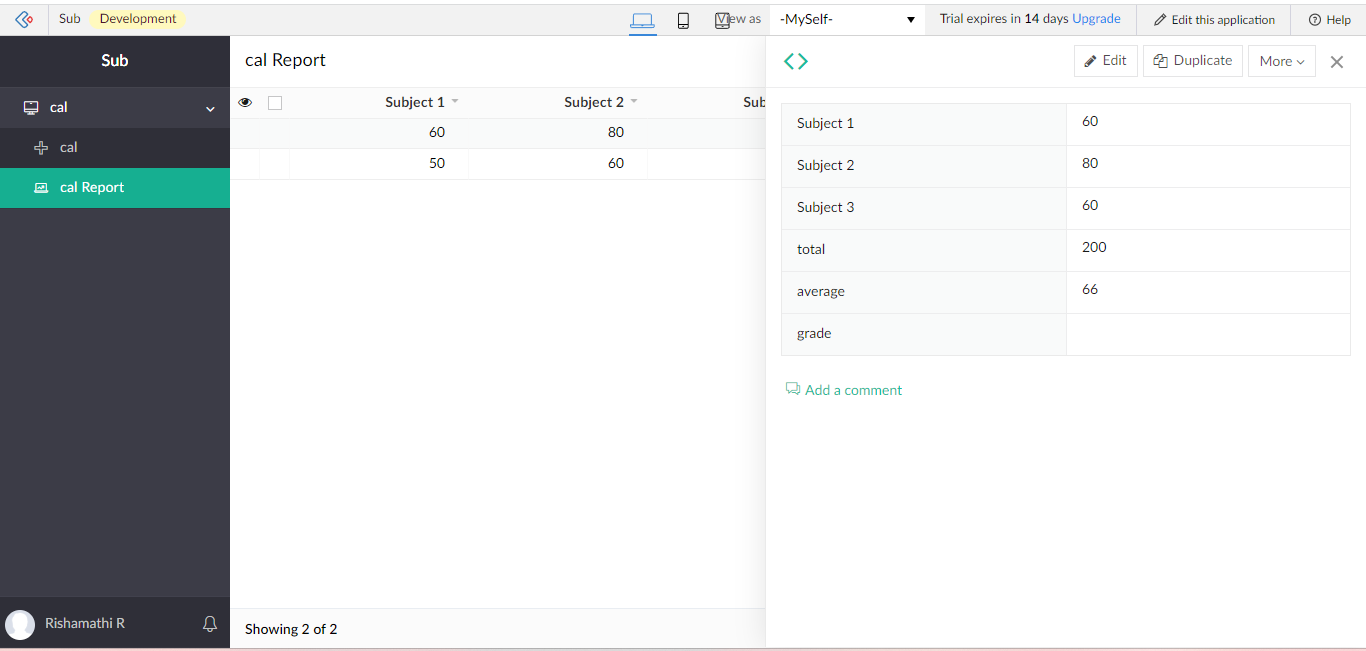 Sub Development View as -MySelf- Trial expires in 14 days Upgrade Edit this application Help
Sub
cal
cal
cal Report
Rishamathi R
cal Report
Subject 1 Subject 2 Sub
60 80
50 60
Showing 2 of 2
Edit Duplicate More
Subject 1 60
Subject 2 80
Subject 3 60
total 200
average 66
grade
Add a comment